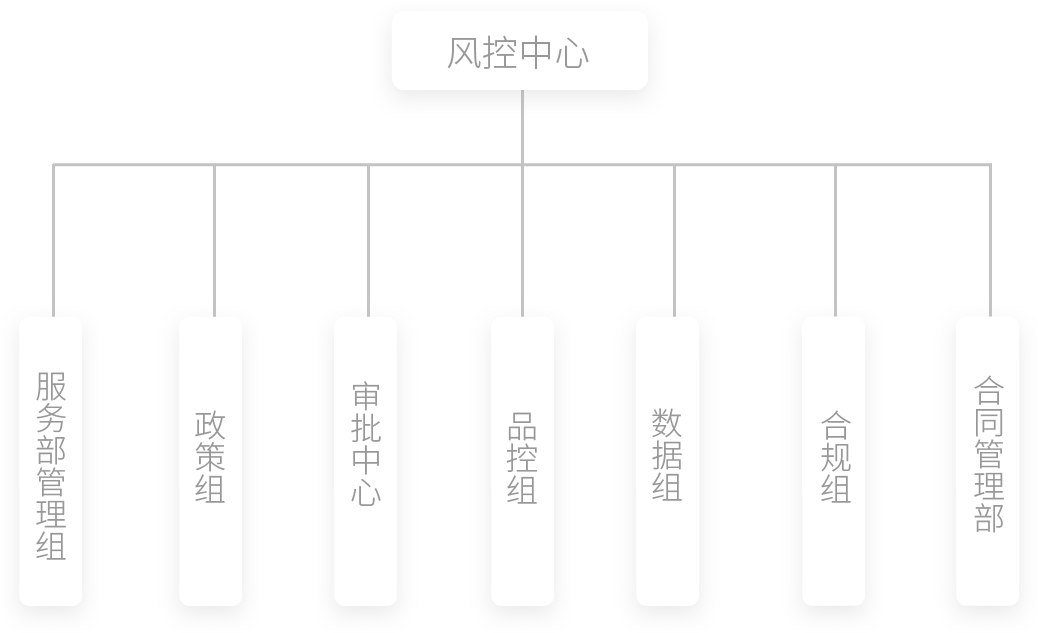 风控中心
服务部管理组
政策组
审批中心
品控组
数据组
合规组
合同管理部